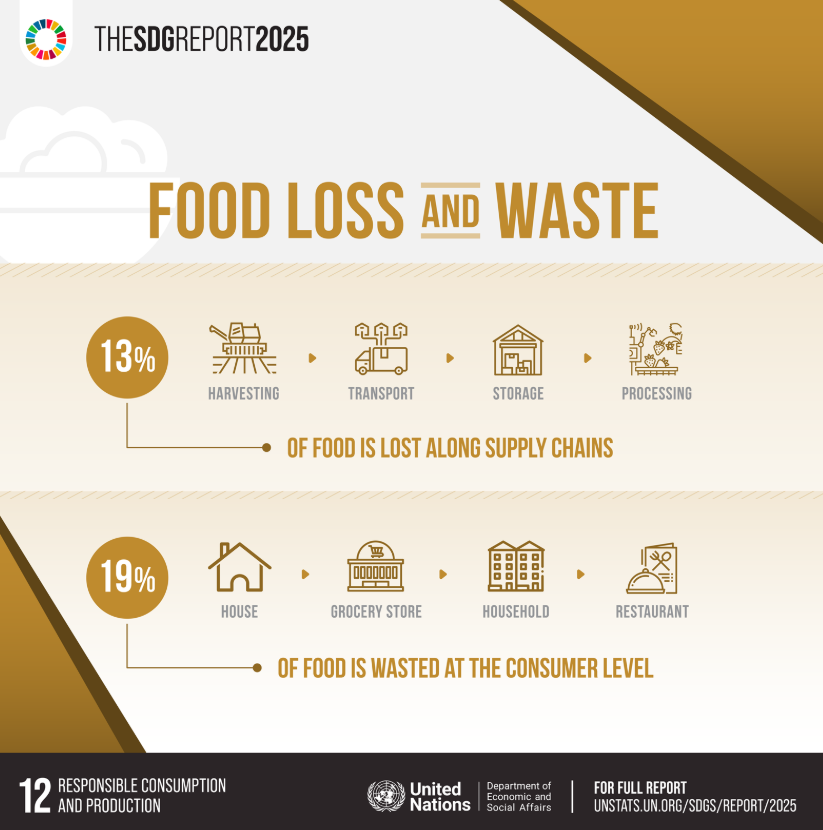 THESDGREPORT2025
FOOD LOSS AND WASTE
13%
HARVESTING
TRANSPORT
STORAGE
PROCESSING
OF FOOD IS LOST ALONG SUPPLY CHAINS
19%
HOUSE
GROCERY STORE
HOUSEHOLD
RESTAURANT
OF FOOD IS WASTED AT THE CONSUMER LEVEL
12
RESPONSIBLE CONSUMPTION
AND PRODUCTION
United
Nations
Department of
Economic and
Social Affairs
FOR FULL REPORT
UNSTATS.UN.ORG/SDGS/REPORT/2025